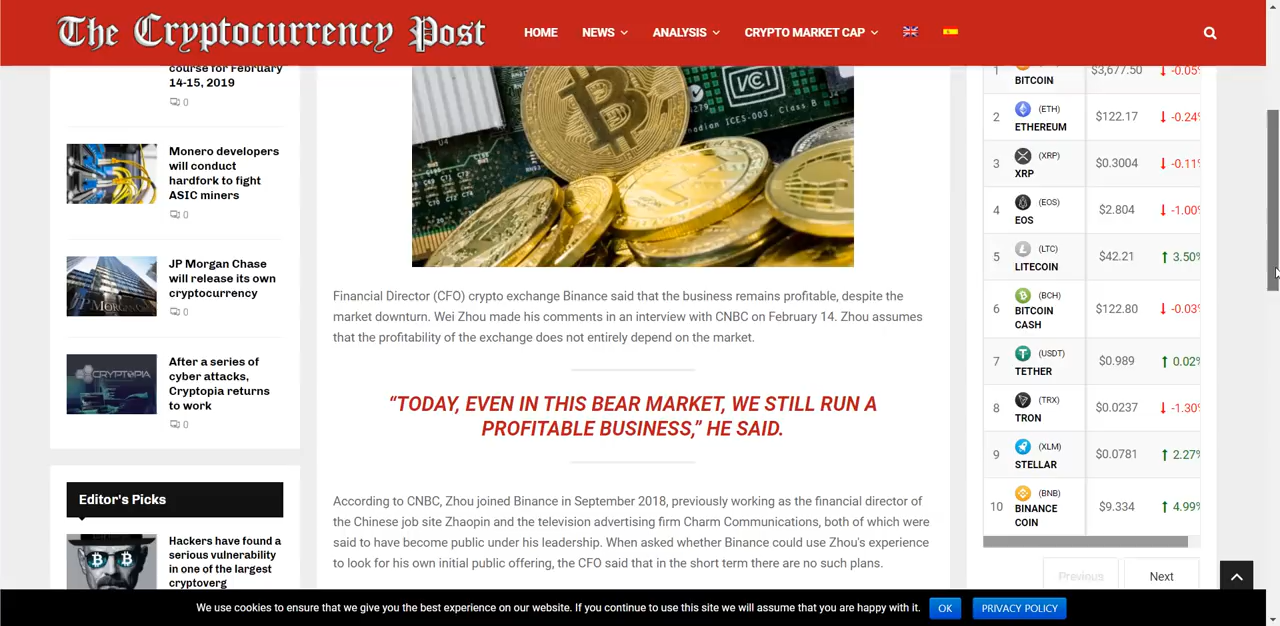 The Cryptocurrency Post
HOME
NEWS
ANALYSIS
CRYPTO MARKET CAP
course for February
14-15, 2019
0
Monero developers
will conduct
hardfork to fight
ASIC miners
0
JP Morgan Chase
will release its own
cryptocurrency
0
After a series of
cyber attacks,
Cryptopia returns
to work
0
Editor's Picks
Hackers have found a
serious vulnerability
in one of the largest
cryptoverg
Financial Director (CFO) crypto exchange Binance said that the business remains profitable, despite the
market downturn. Wei Zhou made his comments in an interview with CNBC on February 14. Zhou assumes
that the profitability of the exchange does not entirely depend on the market.
“TODAY, EVEN IN THIS BEAR MARKET, WE STILL RUN A
PROFITABLE BUSINESS,” HE SAID.
According to CNBC, Zhou joined Binance in September 2018, previously working as the financial director of
the Chinese job site Zhaopin and the television advertising firm Charm Communications, both of which were
said to have become public under his leadership. When asked whether Binance could use Zhou's experience
to look for his own initial public offering, the CFO said that in the short term there are no such plans.
1 BITCOIN $3,677.50 -0.05%
2 (ETH) ETHEREUM $122.17 -0.24%
3 (XRP) XRP $0.3004 -0.11%
4 (EOS) EOS $2.804 -1.00%
5 (LTC) LITECOIN $42.21 3.50%
6 (BCH) BITCOIN CASH $122.80 -0.03%
7 (USDT) TETHER $0.989 0.02%
8 (TRX) TRON $0.0237 -1.30%
9 (XLM) STELLAR $0.0781 2.27%
10 (BNB) BINANCE COIN $9.334 4.99%
Previous
Next
We use cookies to ensure that we give you the best experience on our website. If you continue to use this site we will assume that you are happy with it.
OK
PRIVACY POLICY